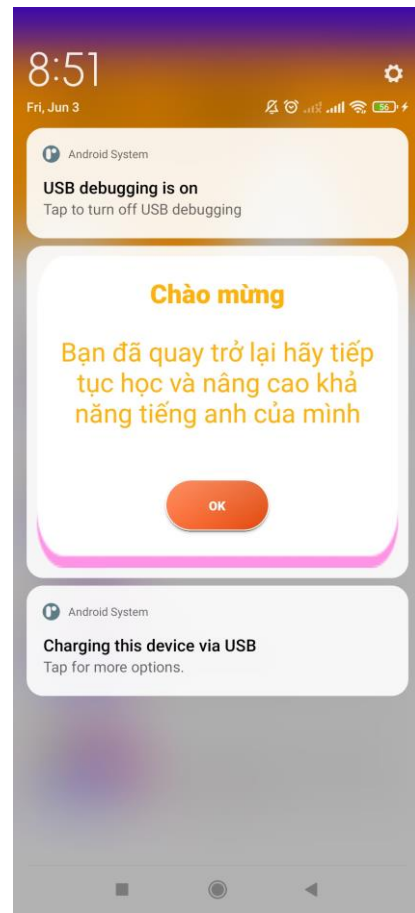 8:51
Fri, Jun 3
56
Android System
USB debugging is on
Tap to turn off USB debugging
Chào mừng
Bạn đã quay trở lại hãy tiếp
tục học và nâng cao khả
năng tiếng anh của mình
OK
Android System
Charging this device via USB
Tap for more options.